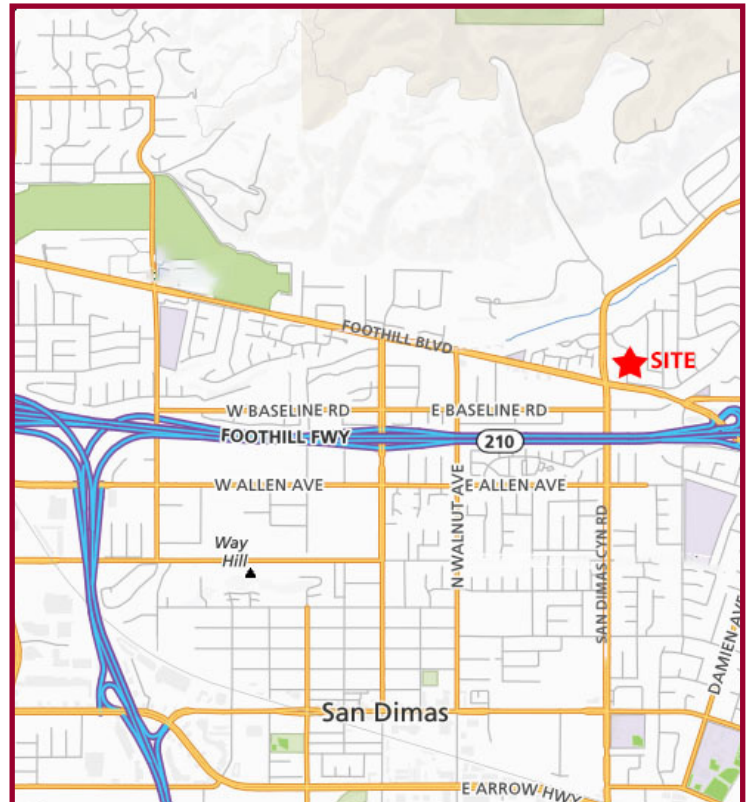 FOOTHILL BLVD
SITE
W BASELINE RD
E BASELINE RD
FOOTHILL FWY
210
W ALLEN AVE
E ALLEN AVE
N WALNUT AVE
SAN DIMAS CYN RD
Way
Hill
DAMIEN AVE
San Dimas
E ARROW HWY